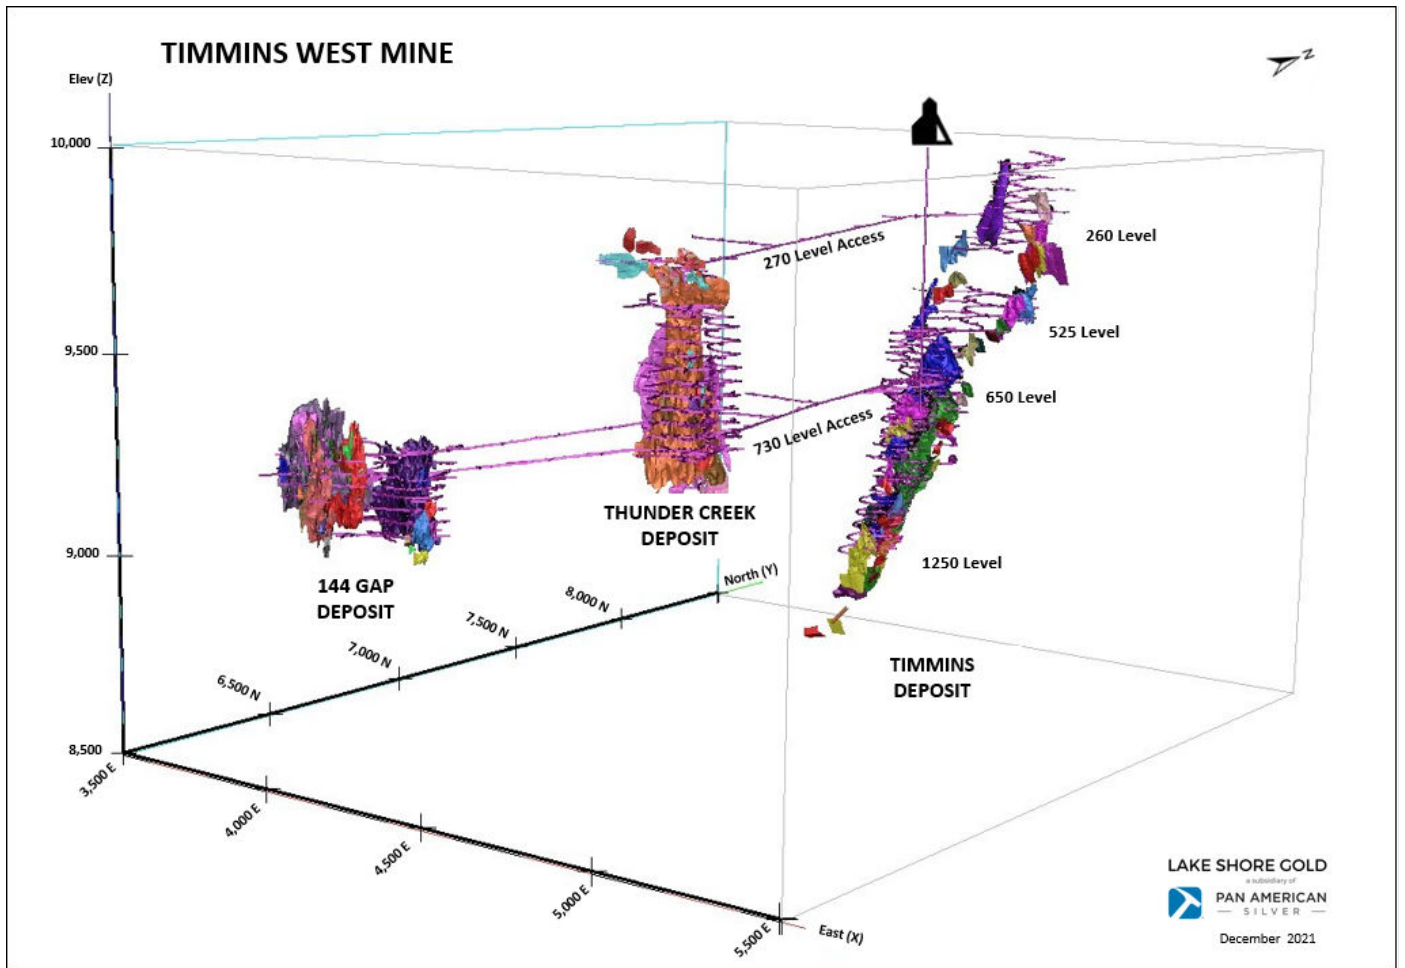 TIMMINS WEST MINE
Elev (Z)
Z
10,000
260 Level
270 Level Access
525 Level
9,500
650 Level
730 Level Access
THUNDER CREEK
DEPOSIT
9,000
1250 Level
144 GAP
DEPOSIT
North (Y)
8,000 N
7,500 N
7,000 N
6,500 N
TIMMINS
DEPOSIT
8,500
3,500 E
4,000 E
4,500 E
5,000 E
5,500 E
East (X)
LAKE SHORE GOLD
a subsidiary of
PAN AMERICAN
SILVER
December 2021